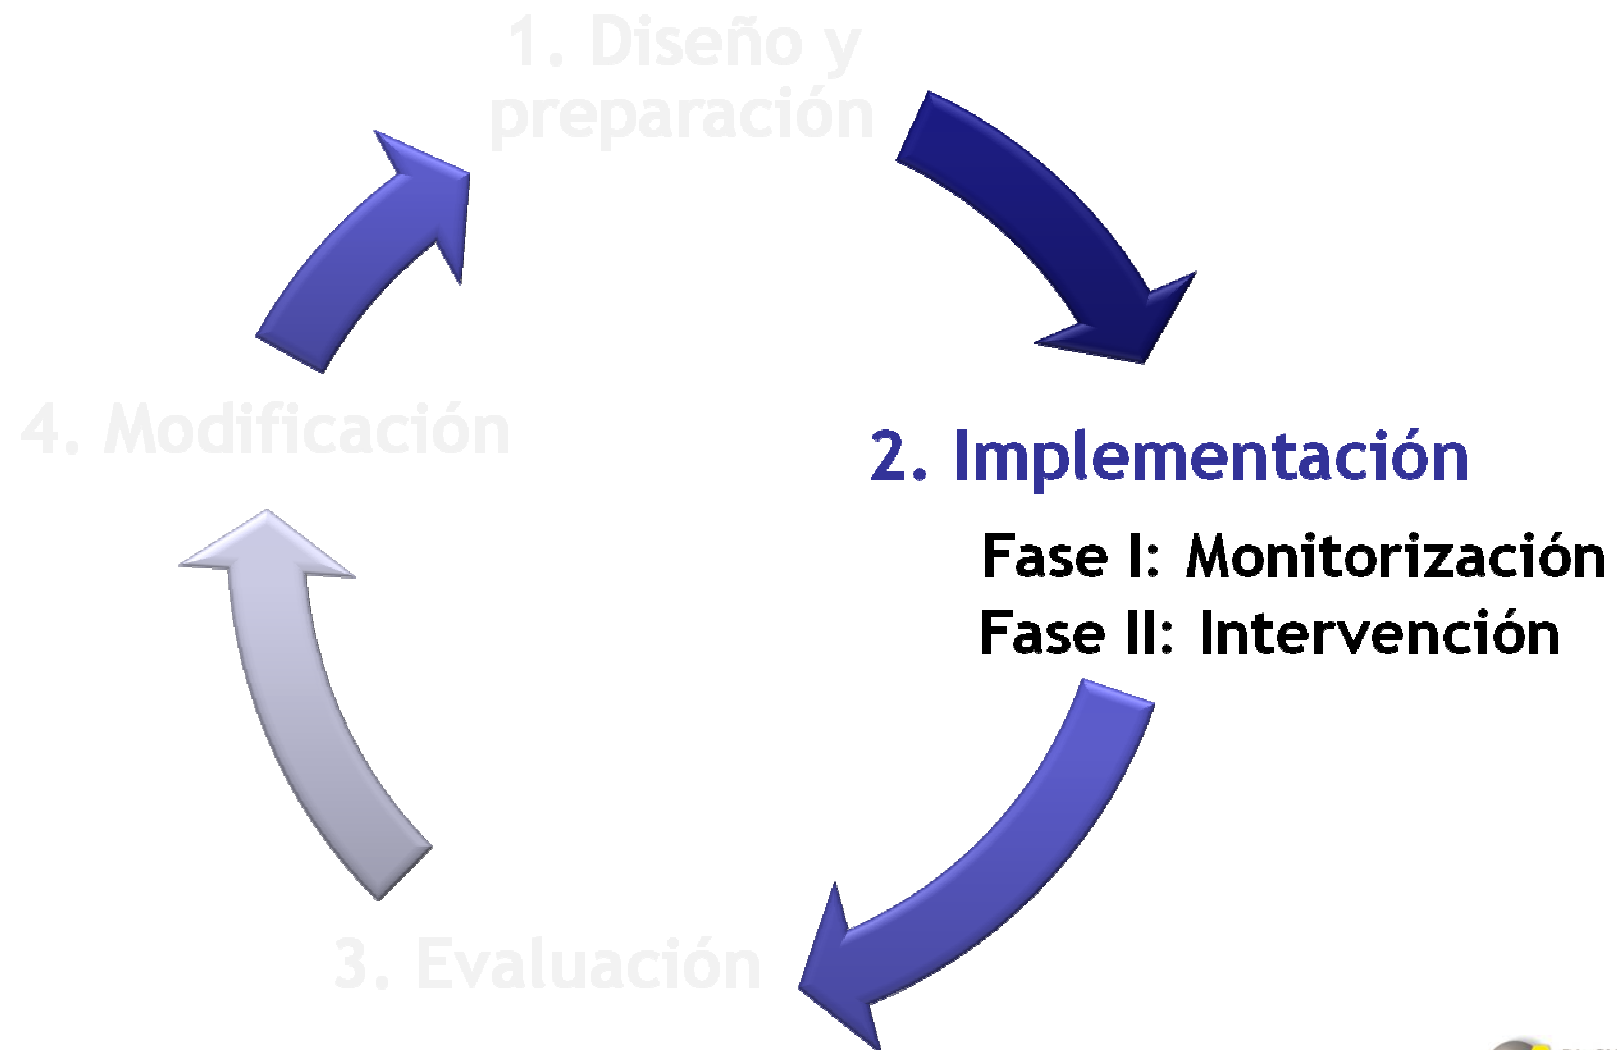 1. Diseño y
preparación
4. Modificación
2. Implementación
Fase I: Monitorización
Fase II: Intervención
3. Evaluación